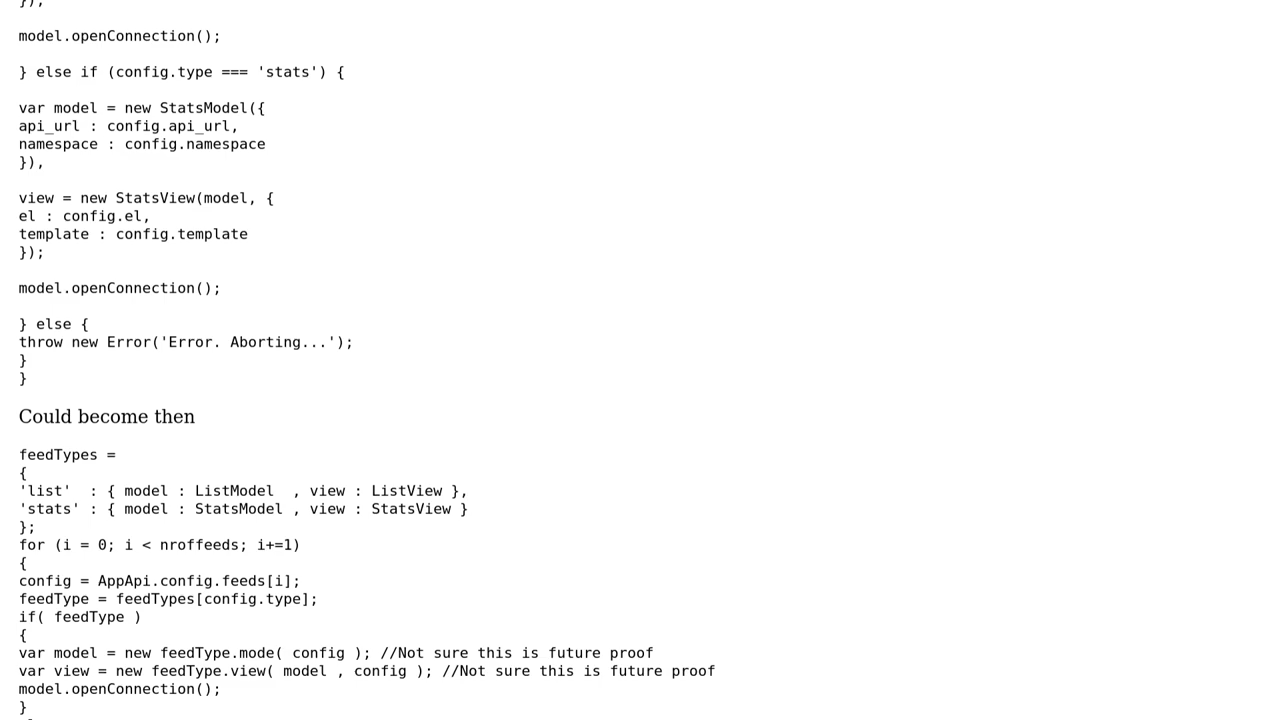 });
model.openConnection();
} else if (config.type === 'stats') {
var model = new StatsModel({
api_url : config.api_url,
namespace : config.namespace
}),
view = new StatsView(model, {
el : config.el,
template : config.template
});
model.openConnection();
} else {
throw new Error('Error. Aborting...');
}
}
Could become then
feedTypes =
{
'list'  : { model : ListModel  , view : ListView },
'stats' : { model : StatsModel , view : StatsView }
};
for (i = 0; i < nroffeeds; i+=1)
{
config = AppApi.config.feeds[i];
feedType = feedTypes[config.type];
if( feedType )
{
var model = new feedType.mode( config ); //Not sure this is future proof
var view = new feedType.view( model , config ); //Not sure this is future proof
model.openConnection();
}